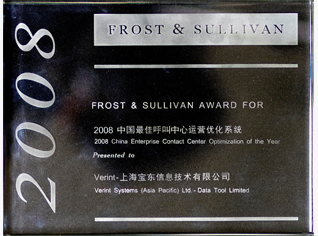 2008
FROST & SULLIVAN
FROST & SULLIVAN AWARD FOR
2008 中国最佳呼叫中心运营优化系统
2008 China Enterprise Contact Center Optimization of the Year
Presented to
Verint-上海宝东信息技术有限公司
Verint Systems (Asia Pacific) Ltd. - Data Tool Limited